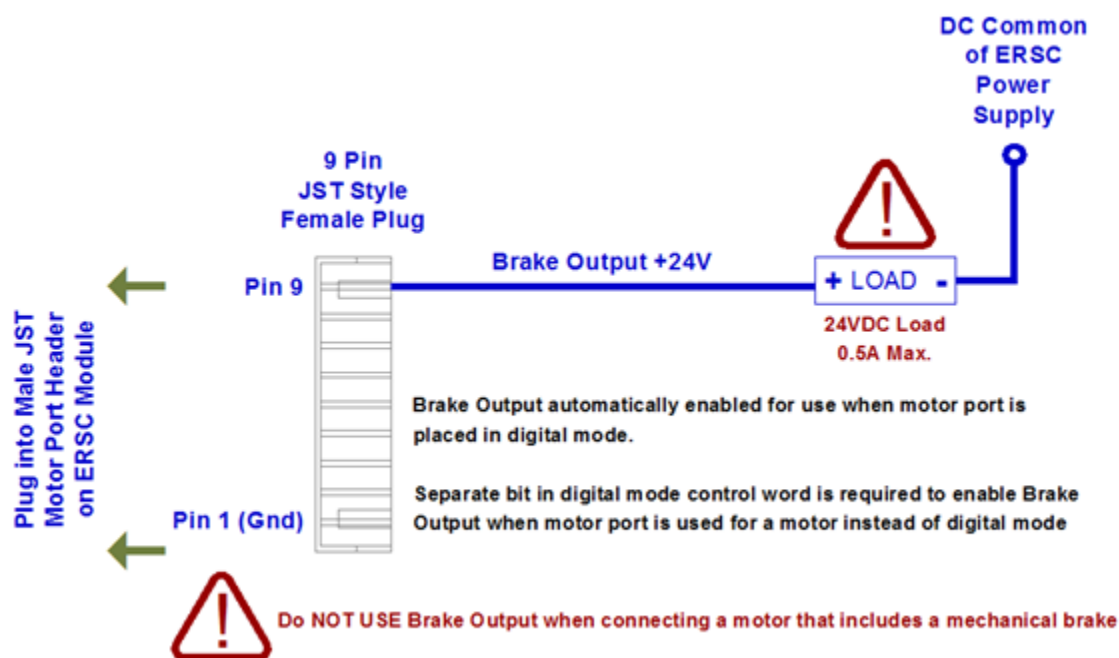 DC Common
of ERSC
Power
Supply
9 Pin
JST Style
Female Plug
Brake Output +24V
Pin 9
+ LOAD -
24VDC Load
0.5A Max.
Plug into Male JST
Motor Port Header
on ERSC Module
Brake Output automatically enabled for use when motor port is
placed in digital mode.
Separate bit in digital mode control word is required to enable Brake
Output when motor port is used for a motor instead of digital mode
Pin 1 (Gnd)
Do NOT USE Brake Output when connecting a motor that includes a mechanical brake